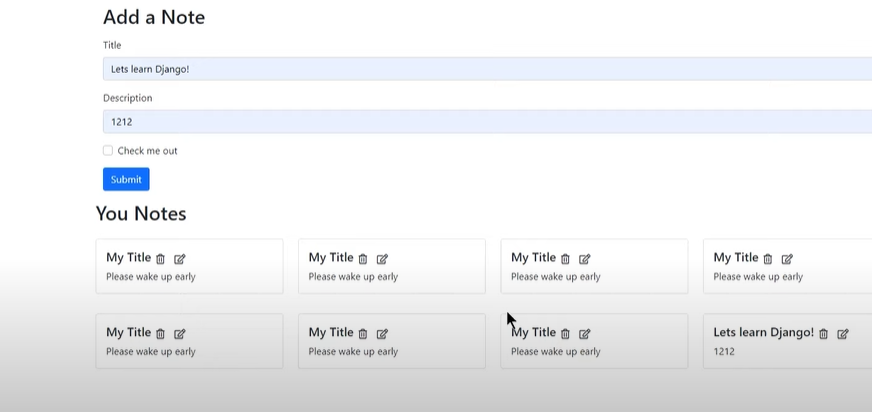 Add a Note
Title
Lets learn Django!
Description
1212
Check me out
Submit
You Notes
My Title
Please wake up early
My Title
Please wake up early
My Title
Please wake up early
My Title
Please wake up early
My Title
Please wake up early
My Title
Please wake up early
My Title
Please wake up early
Lets learn Django!
1212